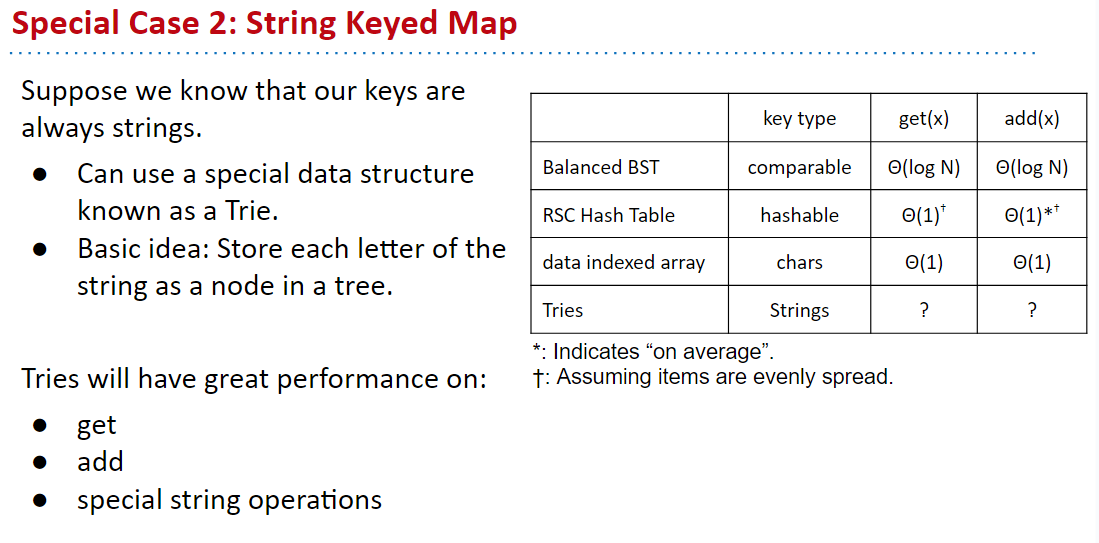 Special Case 2: String Keyed Map
Suppose we know that our keys are
always strings.
● Can use a special data structure
known as a Trie.
● Basic idea: Store each letter of the
string as a node in a tree.
Tries will have great performance on:
● get
● add
● special string operations
key type get(x) add(x)
Balanced BST comparable Θ(log N) Θ(log N)
RSC Hash Table hashable Θ(1)† Θ(1)*†
data indexed array chars Θ(1) Θ(1)
Tries Strings ? ?
*: Indicates “on average”.
†: Assuming items are evenly spread.